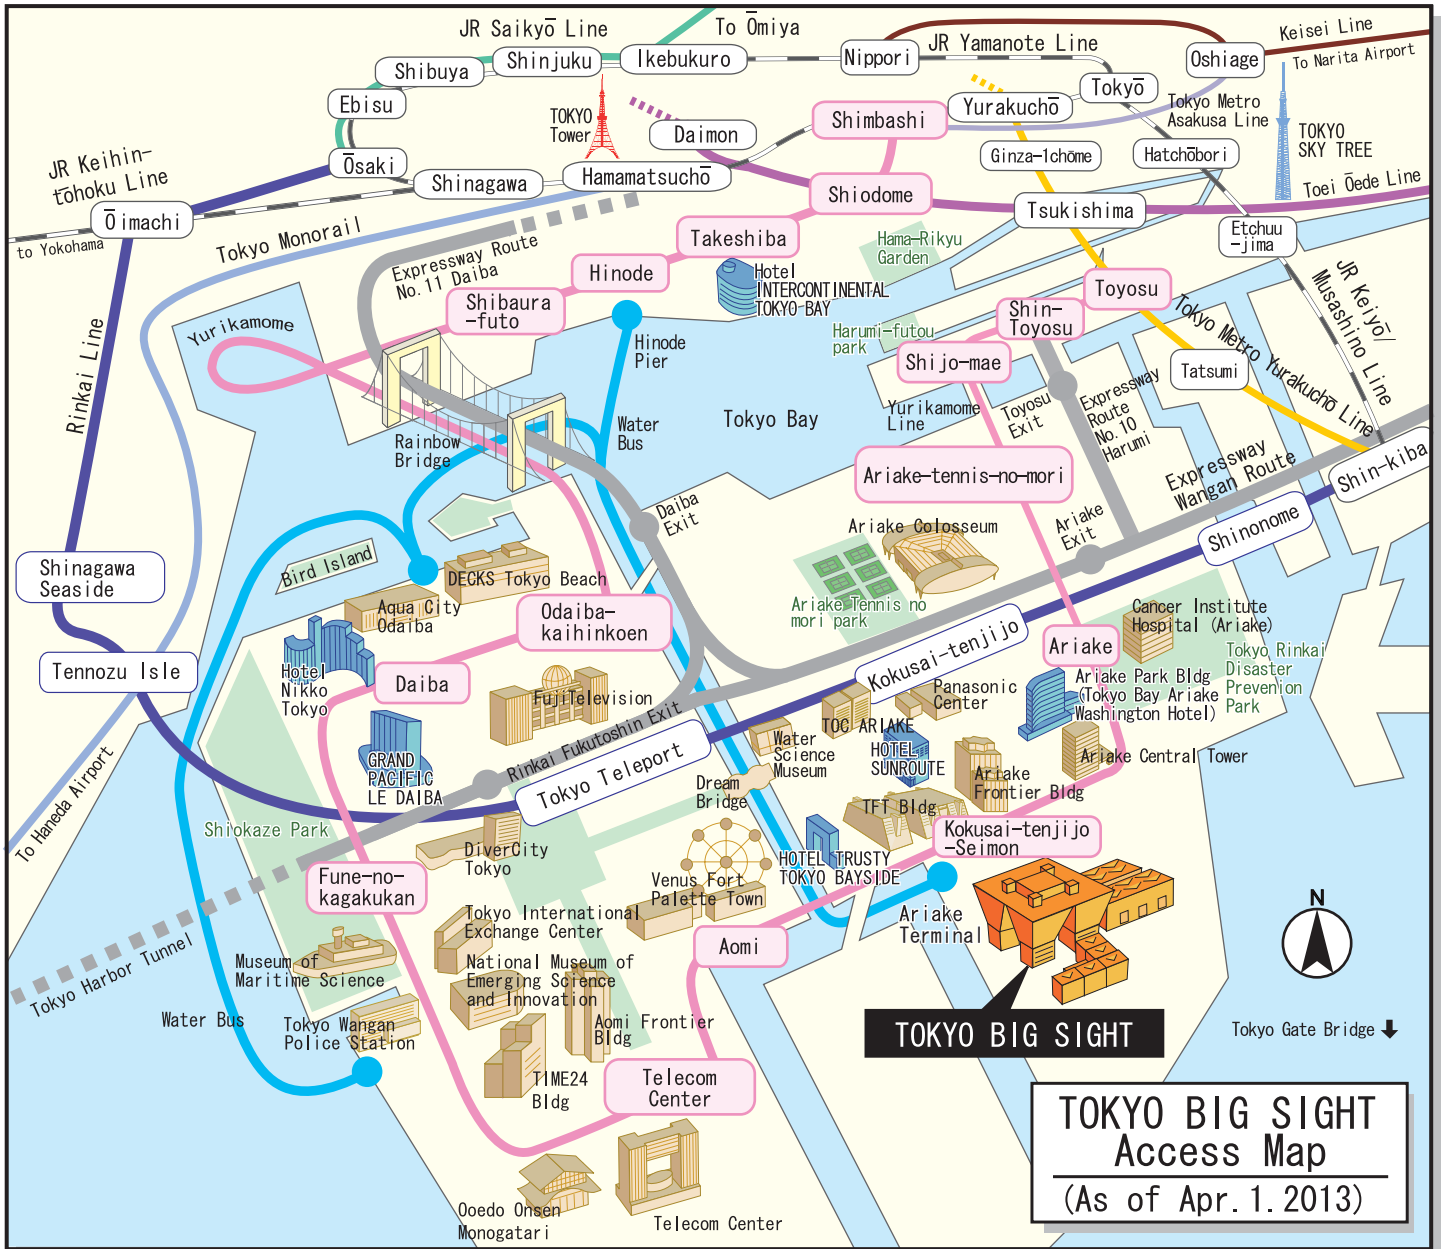 JR Saikyō Line
To Ōmiya
Keisei Line
To Narita Airport
JR Yamanote Line
Shinjuku
Ikebukuro
Nippori
Oshiage
Shibuya
Ebisu
Tokyō
Yurakuchō
Tokyo Metro
Asakusa Line
TOKYO
Tower
TOKYO
SKY TREE
Daimon
Shimbashi
Ginza-1chōme
Hatchōbori
JR Keihin-
tōhoku Line
Ōsaki
Shinagawa
Hamamatsuchō
Shiodome
Tsukishima
Toei Ōede Line
Ōimachi
to Yokohama
Tokyo Monorail
Expressway Route
No. 11 Daiba
Takeshiba
Hinode
Shibaura
-futo
Hama-Rikyu
Garden
Etchuu
-jima
Hotel
INTERCONTINENTAL
TOKYO-BAY
Toyosu
Shin-
Toyosu
JR Keiyō/
Musashino Line
Yurikamome
Hinode
Pier
Harumi-futou
park
Shijo-mae
Tokyo Metro Yurakuchō Line
Tatsumi
Rinkai Line
Rainbow
Bridge
Water
Bus
Tokyo Bay
Yurikamome
Line
Toyosu
Exit
Expressway
Route
No. 10
Harumi
Ariake-tennis-no-mori
Expressway
Wangan Route
Shin-kiba
Daiba
Exit
Ariake Colosseum
Ariake
Exit
Shinonome
Shinagawa
Seaside
Bird Island
DECKS Tokyo Beach
Aqua City
Odaiba
Odaiba-
kaihinkoen
Ariake Tennis no
mori park
Kokusai-tenjijo
Cancer Institute
Hospital (Ariake)
Ariake
Tokyo Rinkai
Disaster
Prevenion
Park
Tennozu Isle
Hotel
Nikko
Tokyo
Daiba
FujiTelevision
Panasonic
Center
Ariake Park Bldg
(Tokyo Bay Ariake
Washington Hotel)
GRAND
PACIFIC
LE DAIBA
Rinkai Fukutoshin Exit
Tokyo Teleport
TOC ARIAKE
Water
Science
Museum
HOTEL
SUNROUTE
Ariake Central Tower
Ariake
Frontier Bldg
Dream
Bridge
To Haneda Airport
Shiokaze Park
DiverCity
Tokyo
TFT Bldg
Kokusai-tenjijo
-Seimon
HOTEL TRUSTY
TOKYO BAYSIDE
Fune-no-
kagakukan
Venus Fort
Palette Town
Tokyo International
Exchange Center
Aomi
Ariake
Terminal
Museum of
Maritime Science
Tokyo Harbor Tunnel
National Museum of
Emerging Science
and Innovation
Water Bus
Tokyo Wangan
Police Station
Aomi Frontier
Bldg
TOKYO BIG SIGHT
N
Tokyo Gate Bridge
TIME24
Bldg
Telecom
Center
Ooedo Onsen
Monogatari
Telecom Center
TOKYO BIG SIGHT
Access Map
(As of Apr. 1. 2013)